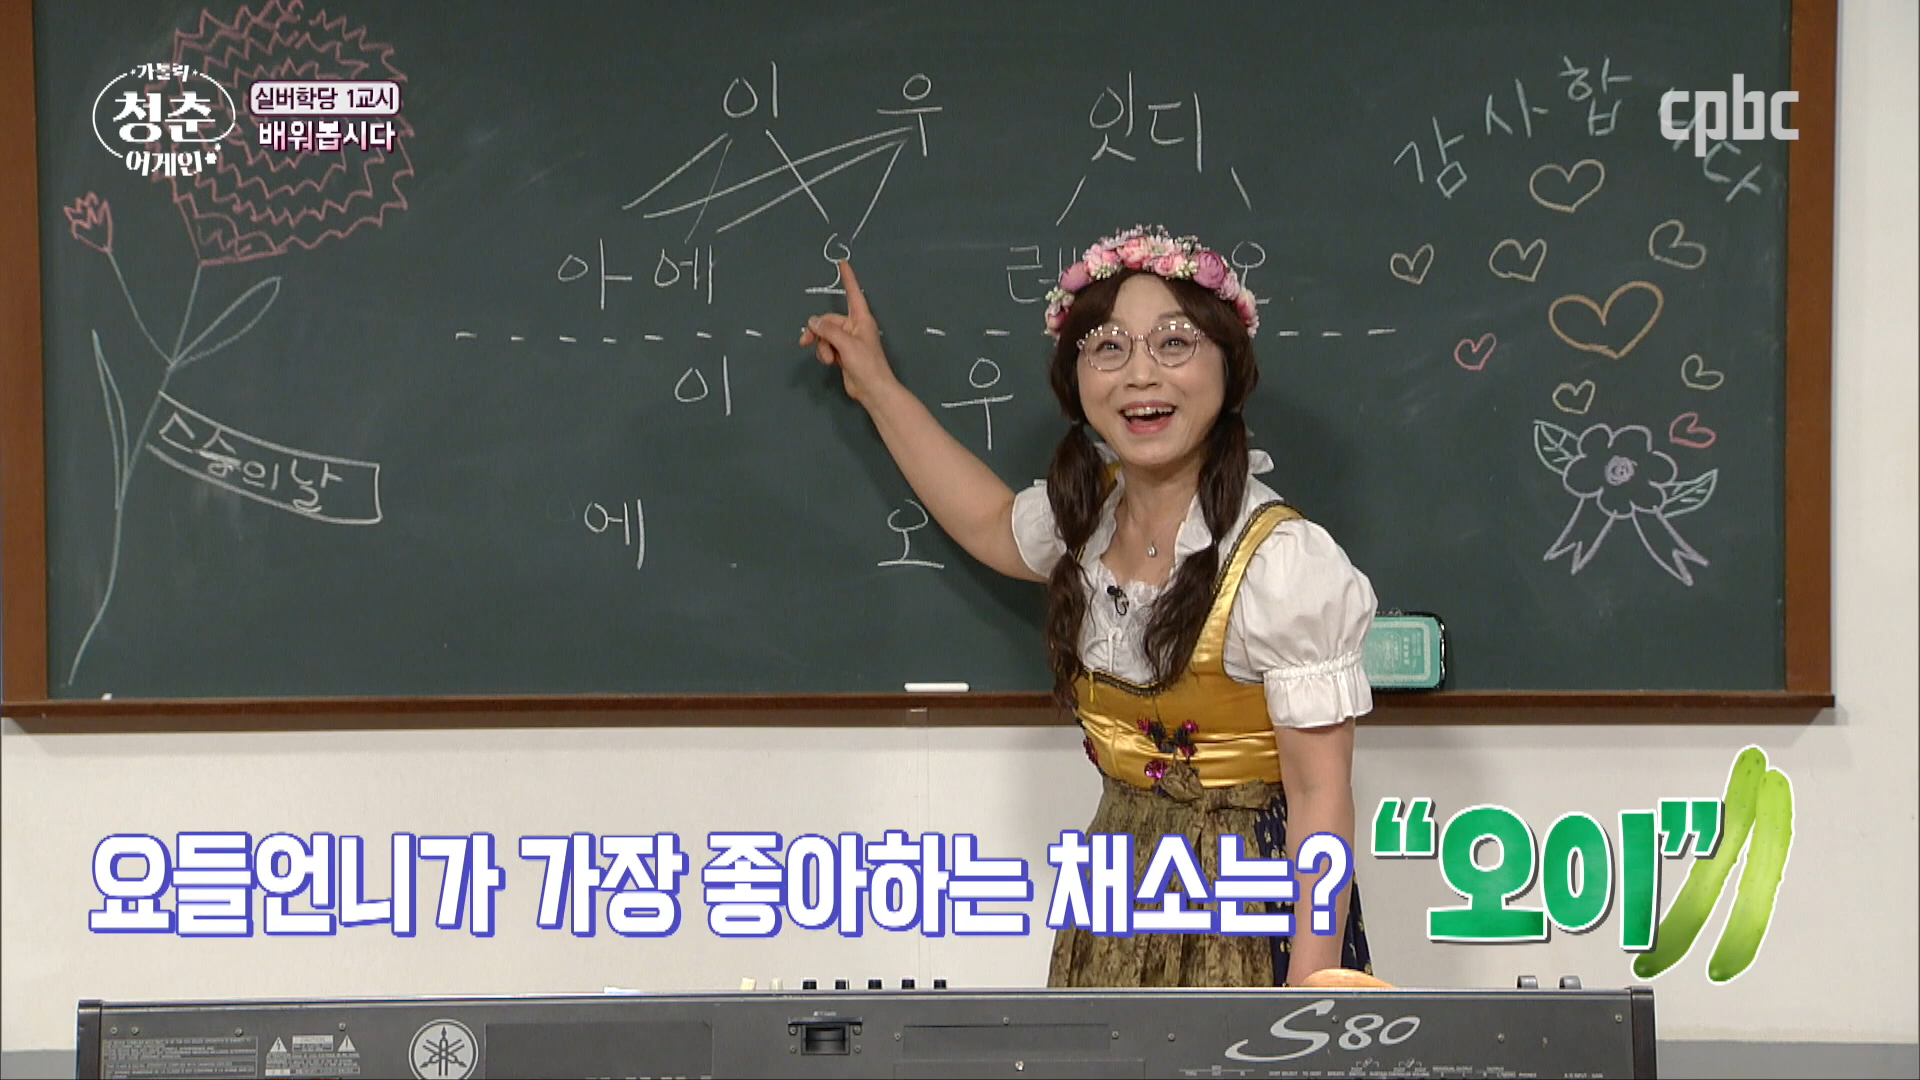 가톨릭
청춘
어게인
실버학당 1교시
배워봅시다
cpbc
이 우 잇디
감사합니다
아 에 오 오
이 우
스승의날
에 오
요들언니가 가장 좋아하는 채소는? “오이”
S80